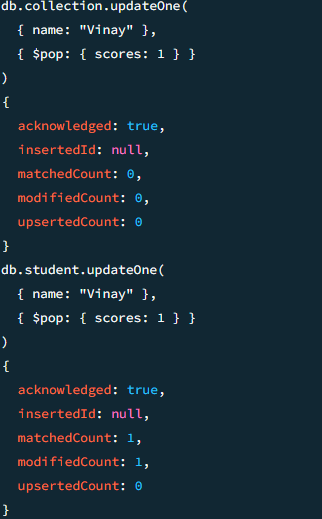 db.collection.updateOne(
  { name: "Vinay" },
  { $pop: { scores: 1 } }
)
{
  acknowledged: true,
  insertedId: null,
  matchedCount: 0,
  modifiedCount: 0,
  upsertedCount: 0
}
db.student.updateOne(
  { name: "Vinay" },
  { $pop: { scores: 1 } }
)
{
  acknowledged: true,
  insertedId: null,
  matchedCount: 1,
  modifiedCount: 1,
  upsertedCount: 0
}